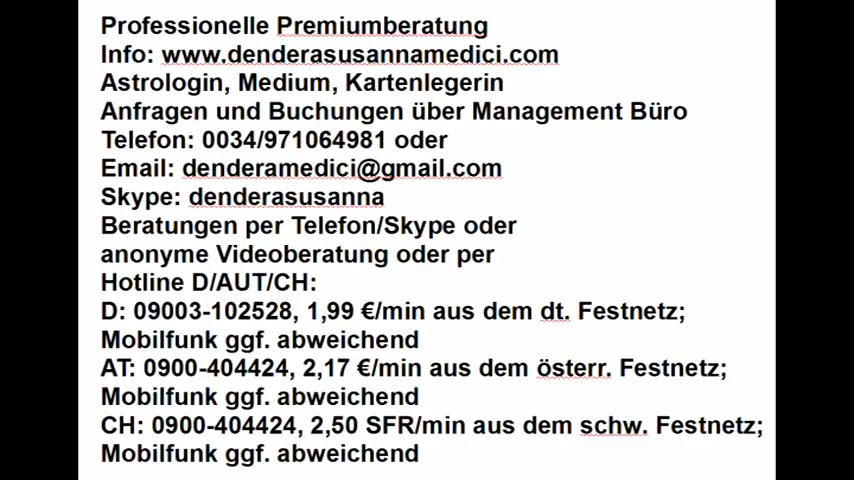 Professionelle Premiumberatung
Info: www.denderasusannamedici.com
Astrologin, Medium, Kartenlegerin
Anfragen und Buchungen über Management Büro
Telefon: 0034/971064981 oder
Email: denderamedici@gmail.com
Skype: denderasusanna
Beratungen per Telefon/Skype oder
anonyme Videoberatung oder per
Hotline D/AUT/CH:
D: 09003-102528, 1,99 €/min aus dem dt. Festnetz;
Mobilfunk ggf. abweichend
AT: 0900-404424, 2,17 €/min aus dem österr. Festnetz;
Mobilfunk ggf. abweichend
CH: 0900-404424, 2,50 SFR/min aus dem schw. Festnetz;
Mobilfunk ggf. abweichend